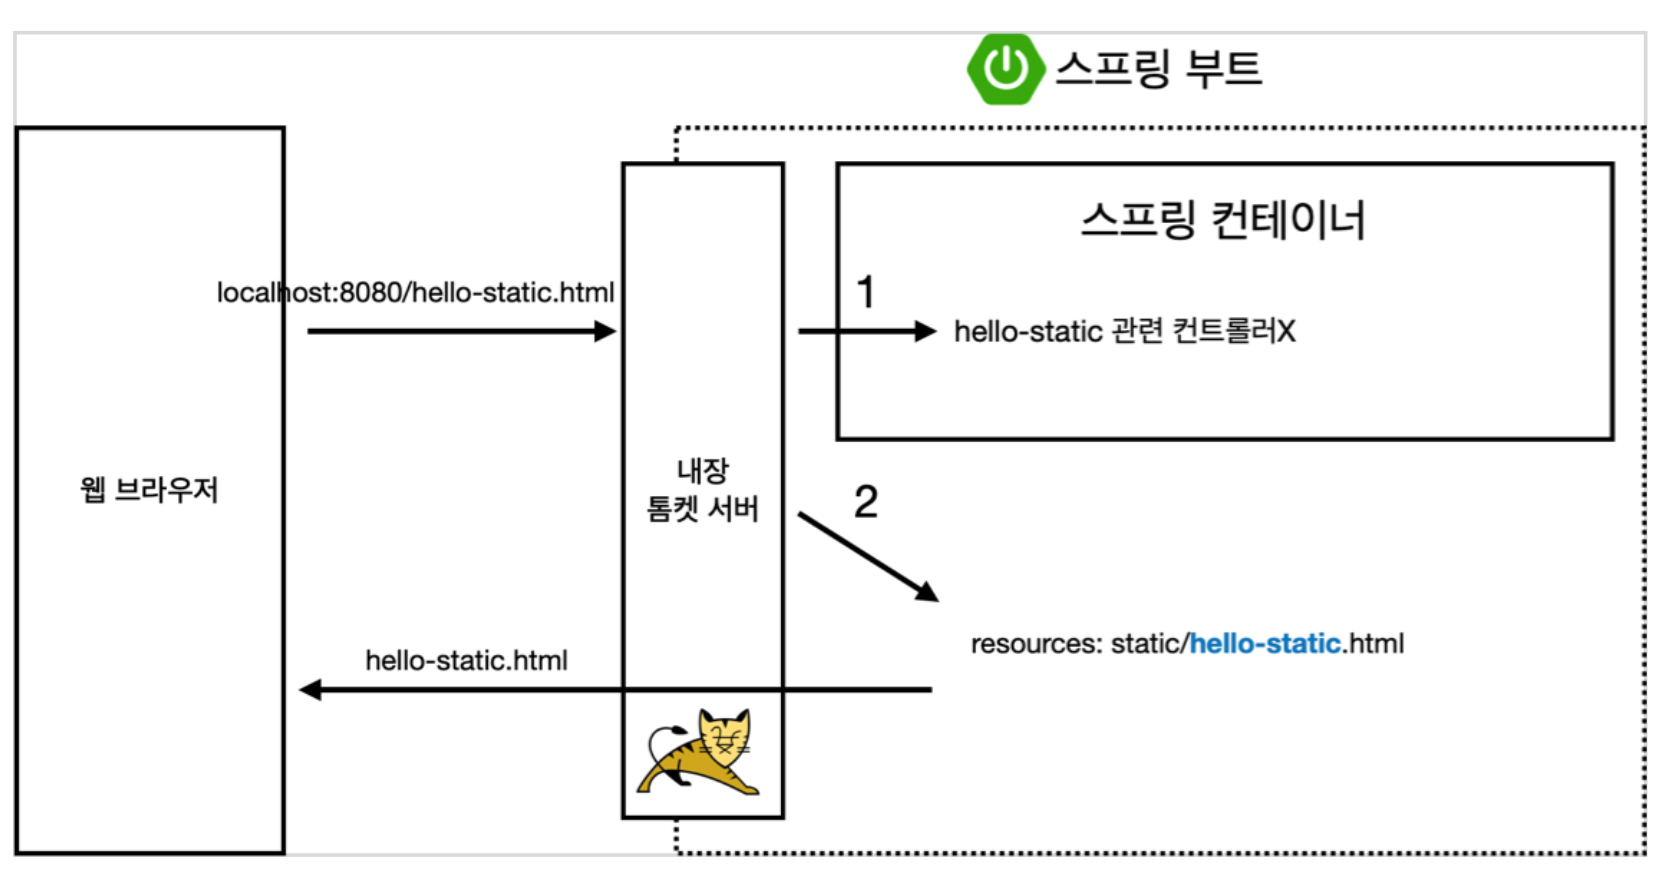 스프링 부트
스프링 컨테이너
localhost:8080/hello-static.html
1
hello-static 관련 컨트롤러X
웹 브라우저
내장
톰켓 서버
2
resources: static/hello-static.html
hello-static.html